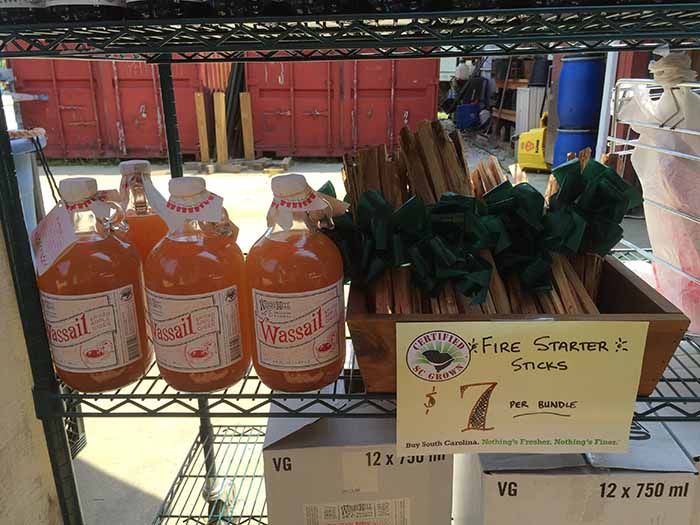 Wassail
Wassail
Wassail
CERTIFIED
SC GROWN
FIRE STARTER
STICKS
$7 PER BUNDLE
Buy South Carolina. Nothing's Fresher. Nothing's Finer.
VG 12 x 750 ml
VG 12 x 750 ml